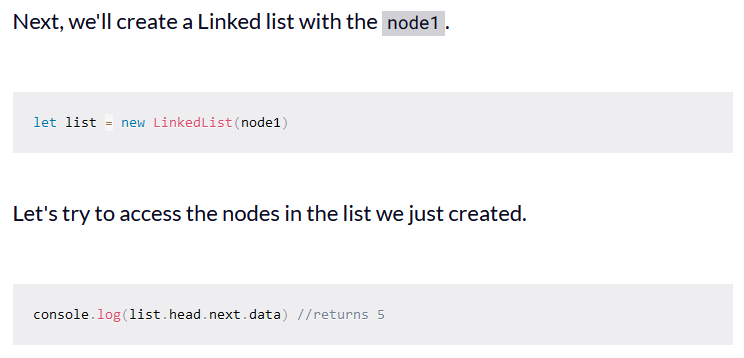 Next, we'll create a Linked list with the node1.
let list = new LinkedList(node1)
Let's try to access the nodes in the list we just created.
console.log(list.head.next.data) //returns 5